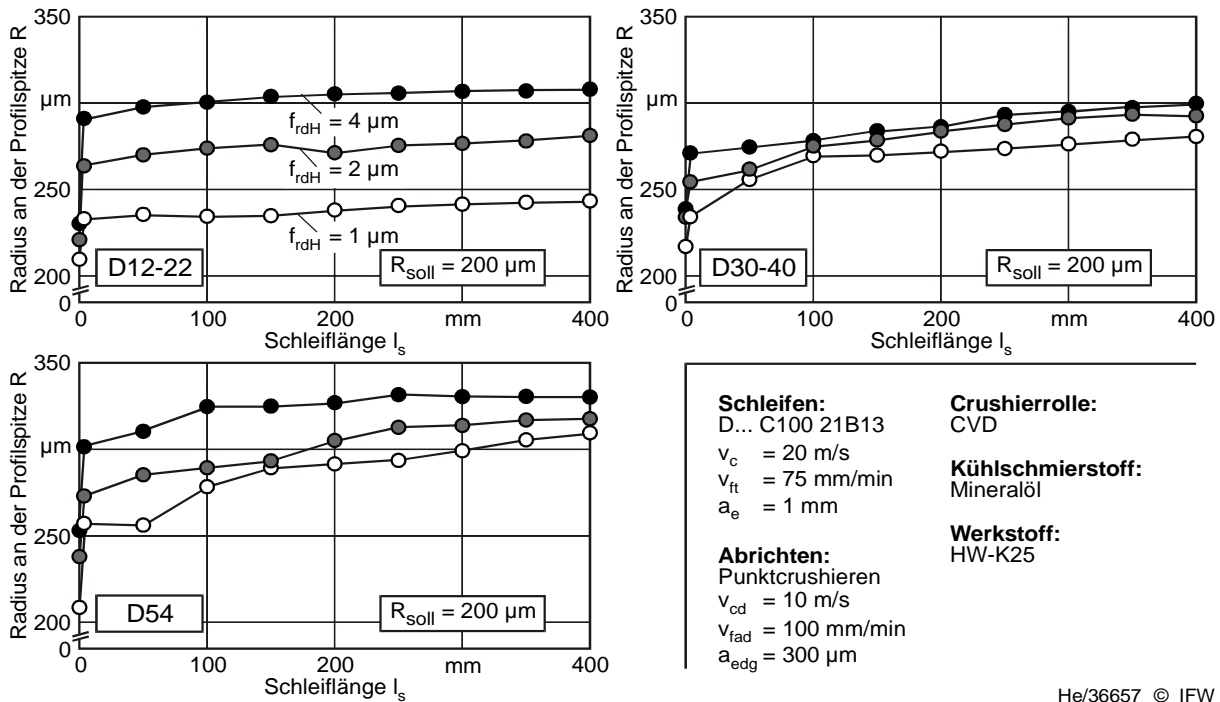 350
µm
250
200
0
Radius an der Profilspitze R
f_rdH = 4 µm
f_rdH = 2 µm
f_rdH = 1 µm
D12-22
R_soll = 200 µm
0 100 200 mm 400
Schleiflänge l_s
350
µm
250
200
0
Radius an der Profilspitze R
D30-40
R_soll = 200 µm
0 100 200 mm 400
Schleiflänge l_s
350
µm
250
200
0
Radius an der Profilspitze R
D54
R_soll = 200 µm
0 100 200 mm 400
Schleiflänge l_s
Schleifen:
D... C100 21B13
v_c = 20 m/s
v_ft = 75 mm/min
a_e = 1 mm
Abrichten:
Punktcrushieren
v_cd = 10 m/s
v_fad = 100 mm/min
a_edg = 300 µm
Crushierrolle:
CVD
Kühlschmierstoff:
Mineralöl
Werkstoff:
HW-K25
He/36657 © IFW